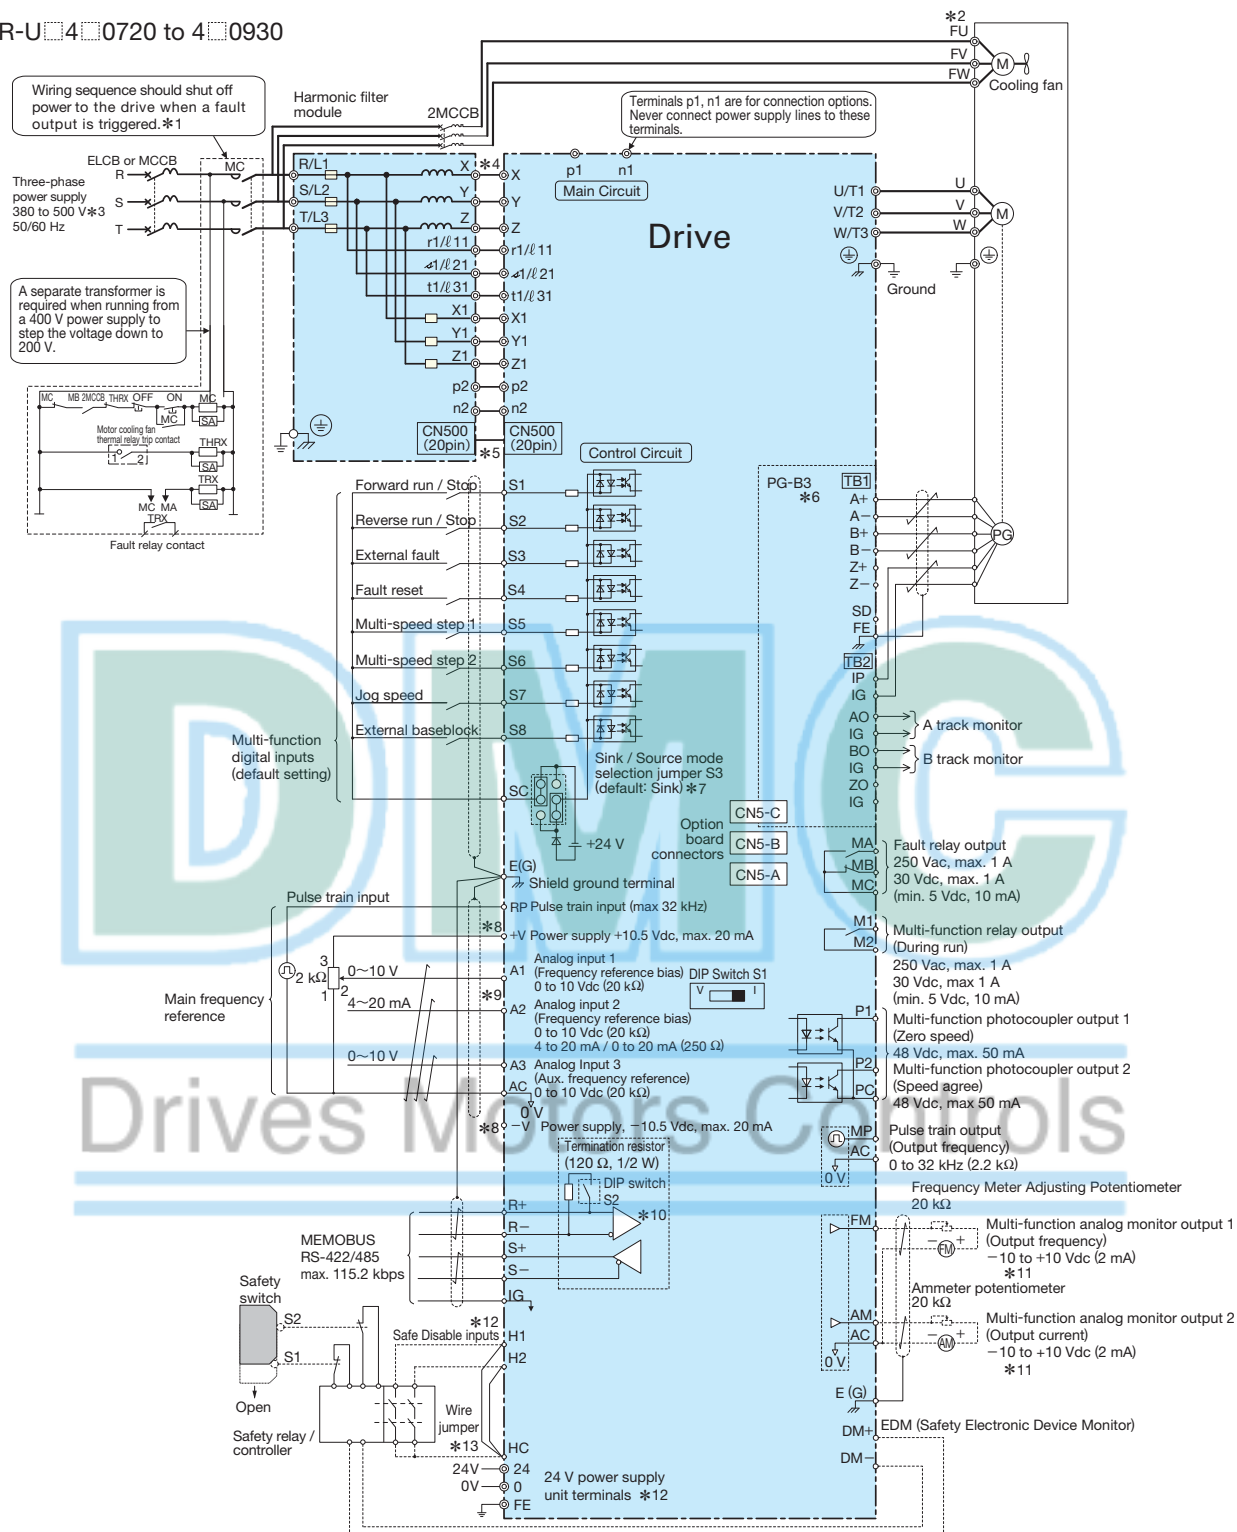 R-U□4□0720 to 4□0930
Wiring sequence should shut off
power to the drive when a fault
output is triggered.*1
Harmonic filter
module
2MCCB
Terminals p1, n1 are for connection options.
Never connect power supply lines to these
terminals.
*2
FU
FV
FW
M
Cooling fan
ELCB or MCCB
R
S
T
MC
Three-phase
power supply
380 to 500 V*3
50/60 Hz
R/L1
S/L2
T/L3
X
Y
Z
*4
X
Y
Z
r1/ℓ11
r1/ℓ11
1/ℓ21
1/ℓ21
t1/ℓ31
t1/ℓ31
X1
X1
Y1
Y1
Z1
Z1
p2
p2
n2
n2
CN500
(20pin)
CN500
(20pin)
*5
p1
n1
Main Circuit
Drive
U/T1
V/T2
W/T3
U
V
W
M
Ground
A separate transformer is
required when running from
a 400 V power supply to
step the voltage down to
200 V.
MC
MB
2MCCB
THRX
OFF
ON
MC
MC
SA
Motor cooling fan
thermal relay trip contact
1
2
THRX
SA
TRX
SA
MC
MA
TRX
Fault relay contact
Control Circuit
Forward run / Stop
S1
Reverse run / Stop
S2
External fault
S3
Fault reset
S4
Multi-speed step 1
S5
Multi-speed step 2
S6
Jog speed
S7
External baseblock
S8
Multi-function
digital inputs
(default setting)
SC
Sink / Source mode
selection jumper S3
(default: Sink)*7
+24 V
E(G)
Shield ground terminal
PG-B3
*6
TB1
A+
A−
B+
B−
Z+
Z−
SD
FE
PG
TB2
IP
IG
AO
IG
A track monitor
BO
IG
B track monitor
ZO
IG
Option
board
connectors
CN5-C
CN5-B
CN5-A
MA
MB
MC
Fault relay output
250 Vac, max. 1 A
30 Vdc, max. 1 A
(min. 5 Vdc, 10 mA)
M1
M2
Multi-function relay output
(During run)
250 Vac, max. 1 A
30 Vdc, max 1 A
(min. 5 Vdc, 10 mA)
P1
Multi-function photocoupler output 1
(Zero speed)
48 Vdc, max. 50 mA
P2
PC
Multi-function photocoupler output 2
(Speed agree)
48 Vdc, max 50 mA
MP
AC
0 V
Pulse train output
(Output frequency)
0 to 32 kHz (2.2 kΩ)
Pulse train input
RP
Pulse train input (max 32 kHz)
*8
+V
Power supply +10.5 Vdc, max. 20 mA
Main frequency
reference
2 kΩ
3
2
1
0~10 V
A1
Analog input 1
(Frequency reference bias)
0 to 10 Vdc (20 kΩ)
DIP Switch S1
V
I
*9
4~20 mA
A2
Analog input 2
(Frequency reference bias)
0 to 10 Vdc (20 kΩ)
4 to 20 mA / 0 to 20 mA (250 Ω)
0~10 V
A3
Analog Input 3
(Aux. frequency reference)
0 to 10 Vdc (20 kΩ)
AC
0 V
*8
−V
Power supply, −10.5 Vdc, max. 20 mA
DMC
Drives Motors Controls
Termination resistor
(120 Ω, 1/2 W)
DIP switch
S2
*10
MEMOBUS
RS-422/485
max. 115.2 kbps
R+
R−
S+
S−
IG
Frequency Meter Adjusting Potentiometer
20 kΩ
FM
− +
FM
Multi-function analog monitor output 1
(Output frequency)
−10 to +10 Vdc (2 mA)
*11
Ammeter potentiometer
20 kΩ
AM
AC
0 V
− +
AM
Multi-function analog monitor output 2
(Output current)
−10 to +10 Vdc (2 mA)
*11
E (G)
DM+
EDM (Safety Electronic Device Monitor)
DM−
Safety
switch
S2
S1
Open
Safety relay /
controller
*12
Safe Disable inputs
H1
H2
Wire
jumper
*13
HC
24V
24
0V
0
FE
24 V power supply
unit terminals *12